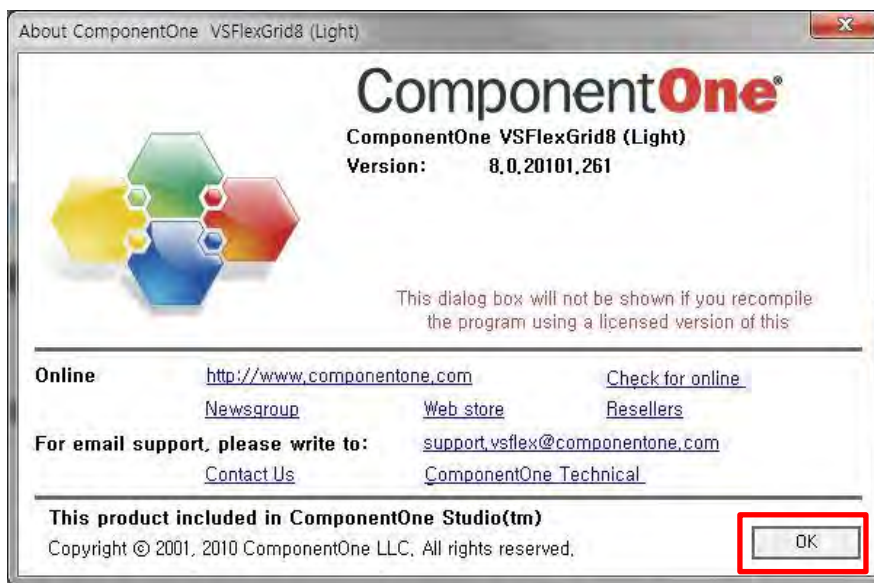 About ComponentOne VSFlexGrid8 (Light)
ComponentOne®
ComponentOne VSFlexGrid8 (Light)
Version: 8.0.20101.261
This dialog box will not be shown if you recompile
the program using a licensed version of this
Online http://www.componentone.com Check for online
Newsgroup Web store Resellers
For email support, please write to: support.vsflex@componentone.com
Contact Us ComponentOne Technical
This product included in ComponentOne Studio(tm)
Copyright © 2001, 2010 ComponentOne LLC. All rights reserved.
OK